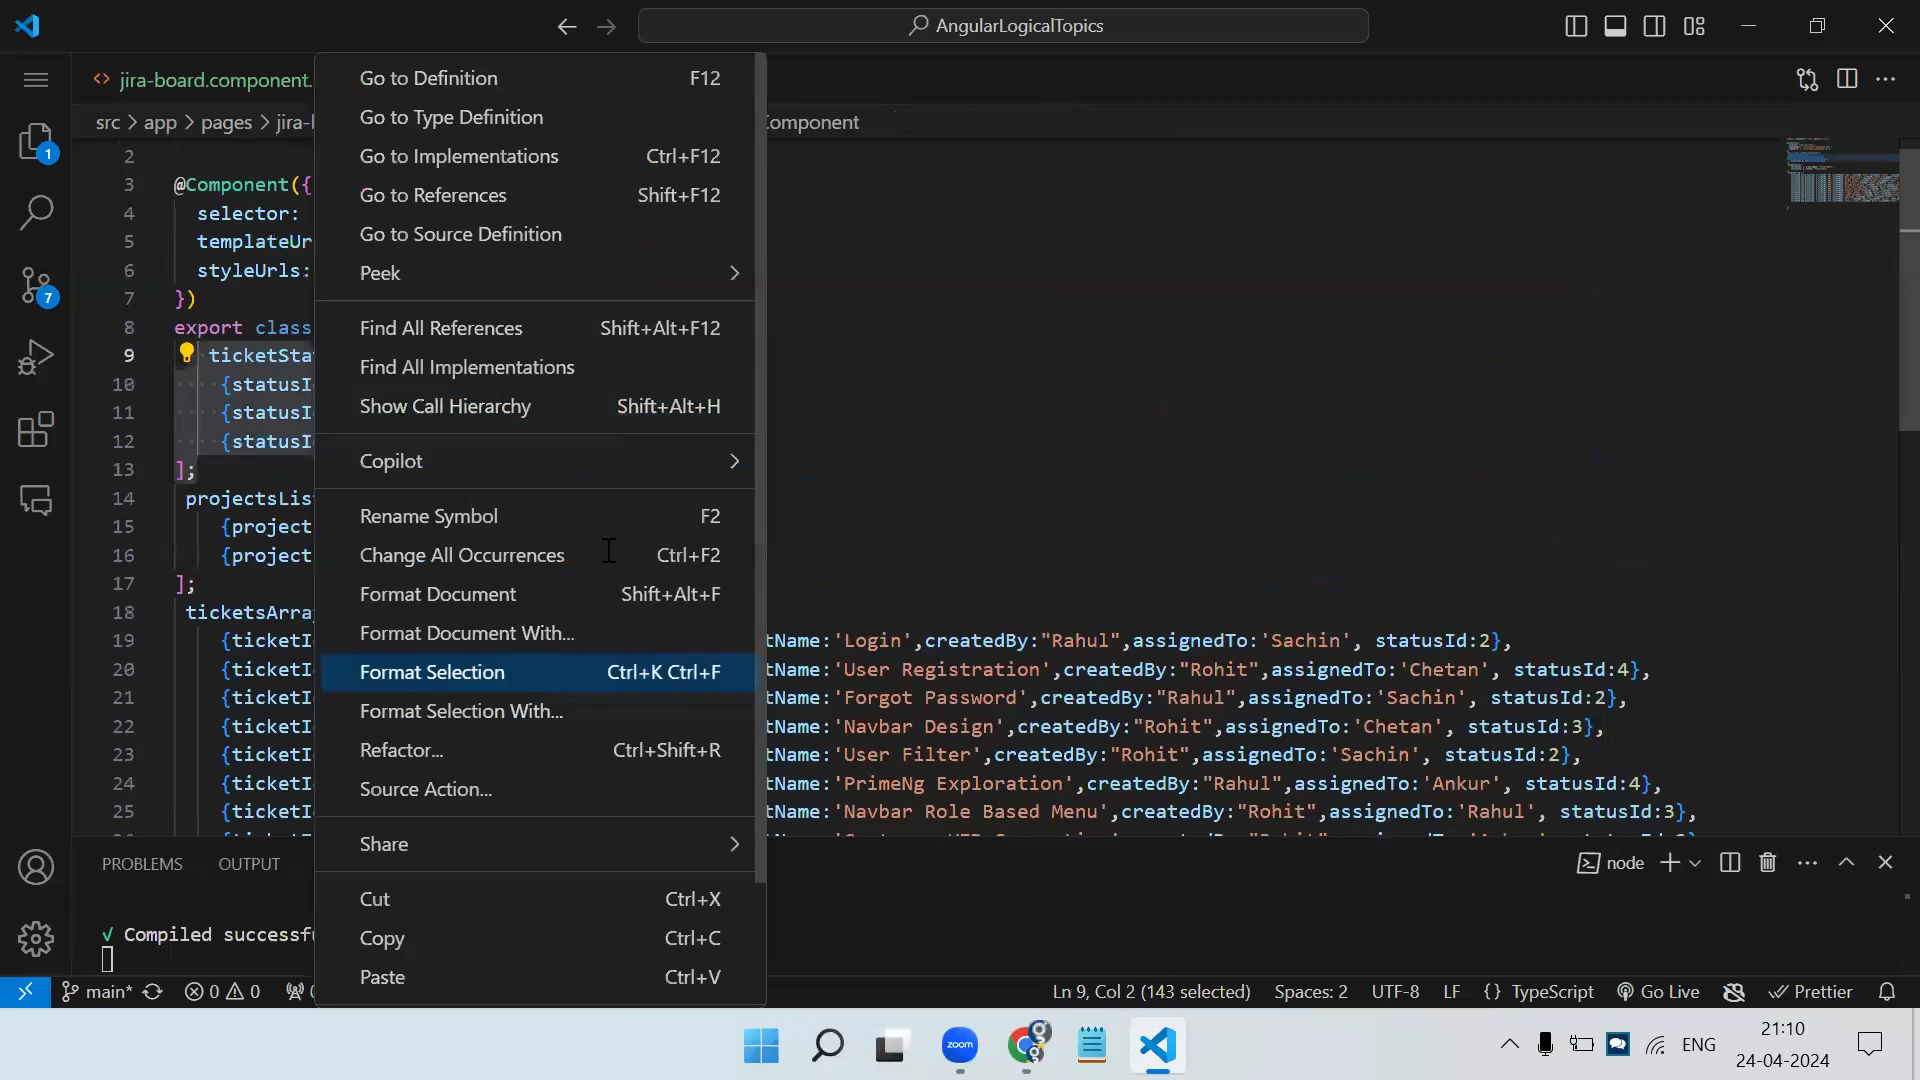 AngularLogicalTopics
jira-board.component.
src > app > pages > jira-
Component
1
7
2
3 @Component({
4 selector:
5 templateUr
6 styleUrls:
7 })
8 export class
9 ticketSta
10 {statusI
11 {statusI
12 {statusI
13 ];
14 projectsLis
15 {project
16 {project
17 ];
18 ticketsArra
19 {ticketI tName:'Login',createdBy:"Rahul",assignedTo:'Sachin', statusId:2},
20 {ticketI tName:'User Registration',createdBy:"Rohit",assignedTo:'Chetan', statusId:4},
21 {ticketI tName:'Forgot Password',createdBy:"Rahul",assignedTo:'Sachin', statusId:2},
22 {ticketI tName:'Navbar Design',createdBy:"Rohit",assignedTo:'Chetan', statusId:3},
23 {ticketI tName:'User Filter',createdBy:"Rohit",assignedTo:'Sachin', statusId:2},
24 {ticketI tName:'PrimeNg Exploration',createdBy:"Rahul",assignedTo:'Ankur', statusId:4},
25 {ticketI tName:'Navbar Role Based Menu',createdBy:"Rohit",assignedTo:'Rahul', statusId:3},
Go to Definition F12
Go to Type Definition
Go to Implementations Ctrl+F12
Go to References Shift+F12
Go to Source Definition
Peek
Find All References Shift+Alt+F12
Find All Implementations
Show Call Hierarchy Shift+Alt+H
Copilot
Rename Symbol F2
Change All Occurrences Ctrl+F2
Format Document Shift+Alt+F
Format Document With...
Format Selection Ctrl+K Ctrl+F
Format Selection With...
Refactor... Ctrl+Shift+R
Source Action...
Share
Cut Ctrl+X
Copy Ctrl+C
Paste Ctrl+V
PROBLEMS OUTPUT
node
√ Compiled successfu
main* 0 0
Ln 9, Col 2 (143 selected) Spaces: 2 UTF-8 LF {} TypeScript Go Live Prettier
zoom
ENG
21:10
24-04-2024